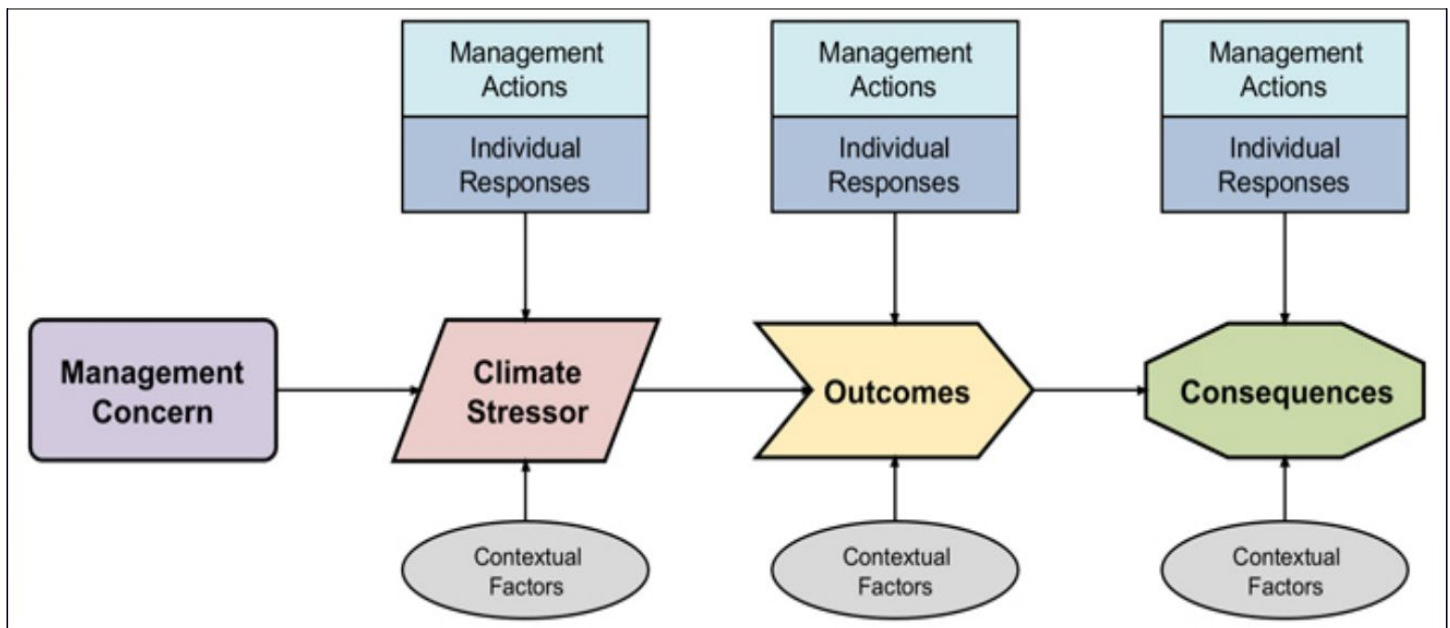 Management
Actions
Individual
Responses
Management
Actions
Individual
Responses
Management
Actions
Individual
Responses
Management
Concern
Climate
Stressor
Outcomes
Consequences
Contextual
Factors
Contextual
Factors
Contextual
Factors